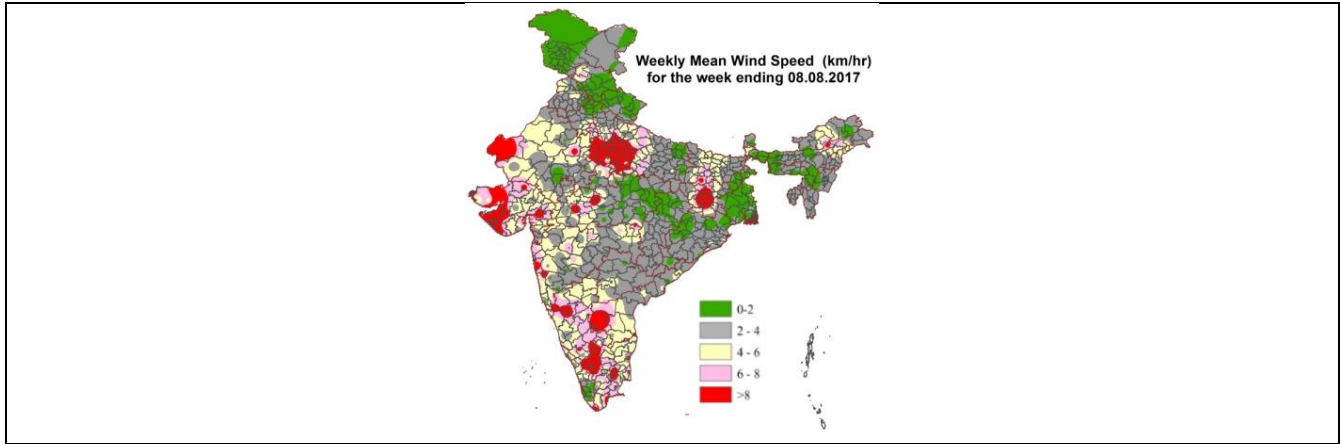 Weekly Mean Wind Speed (km/hr)
for the week ending 08.08.2017
0-2
2 - 4
4 - 6
6 - 8
>8